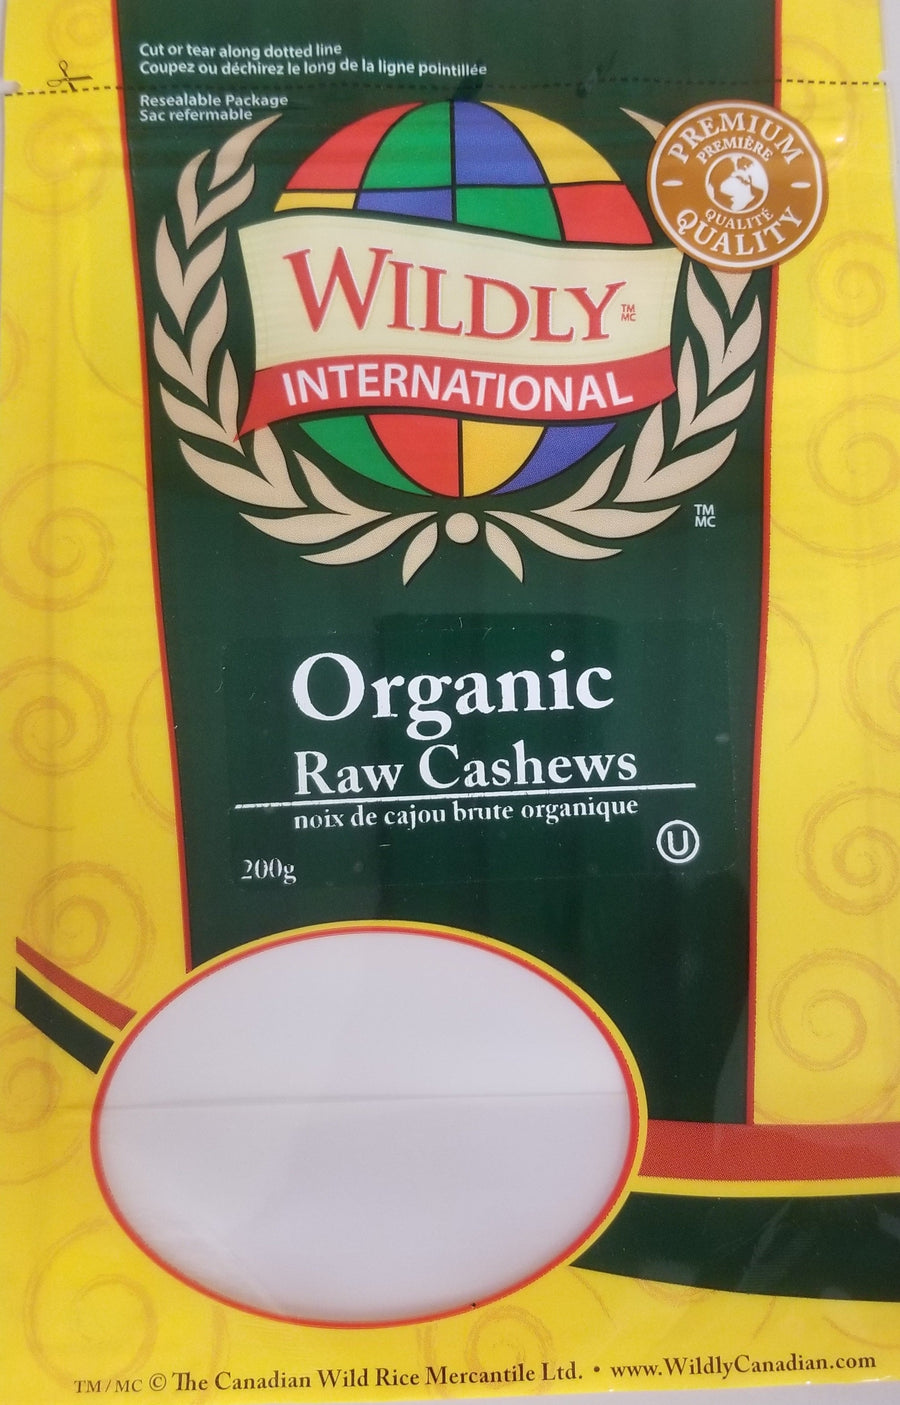 Cut or tear along dotted line
Coupez ou déchirez le long de la ligne pointillée
Resealable Package
Sac refermable
PREMIUM
PREMIÈRE
QUALITÉ
QUALITY
WILDLY TM MC
INTERNATIONAL
TM
MC
Organic
Raw Cashews
noix de cajou brute organique
U
200g
TM/MC © The Canadian Wild Rice Mercantile Ltd. • www.WildlyCanadian.com